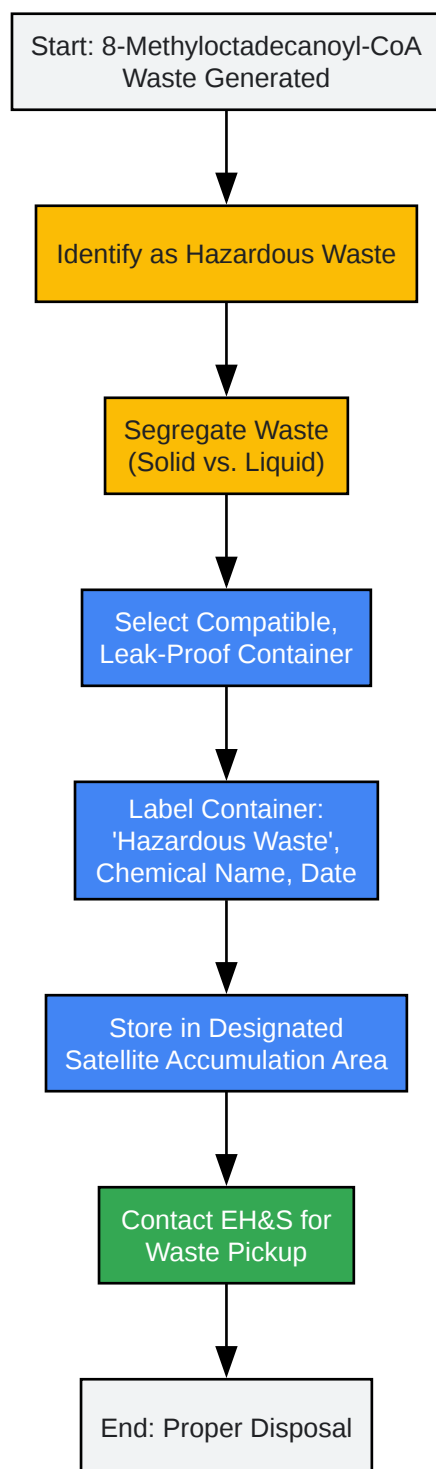 Start: 8-Methyloctadecanoyl-CoA
Waste Generated
Identify as Hazardous Waste
Segregate Waste
(Solid vs. Liquid)
Select Compatible,
Leak-Proof Container
Label Container:
'Hazardous Waste',
Chemical Name, Date
Store in Designated
Satellite Accumulation Area
Contact EH&S for
Waste Pickup
End: Proper Disposal